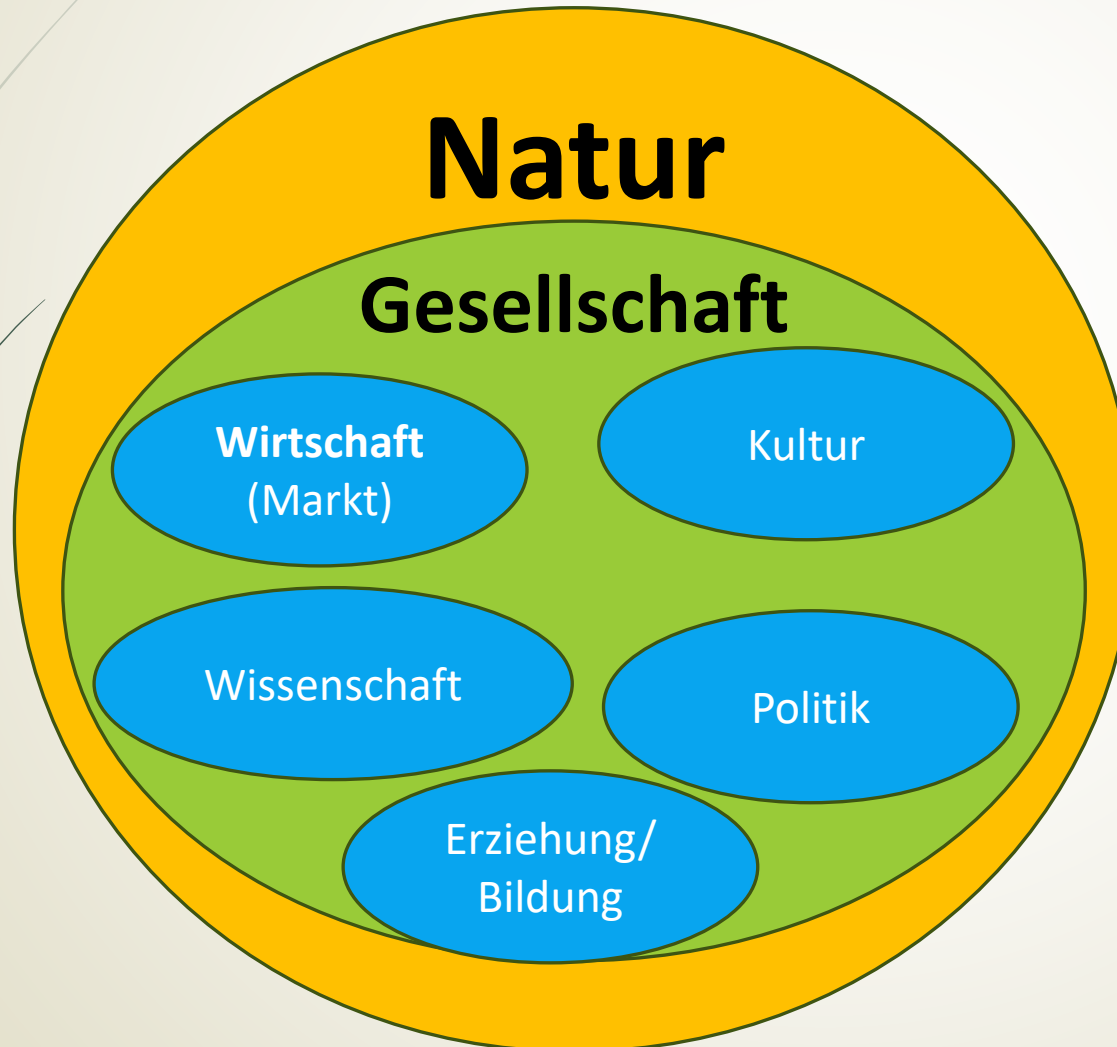 Natur
Gesellschaft
Wirtschaft
(Markt)
Kultur
Wissenschaft
Politik
Erziehung/
Bildung